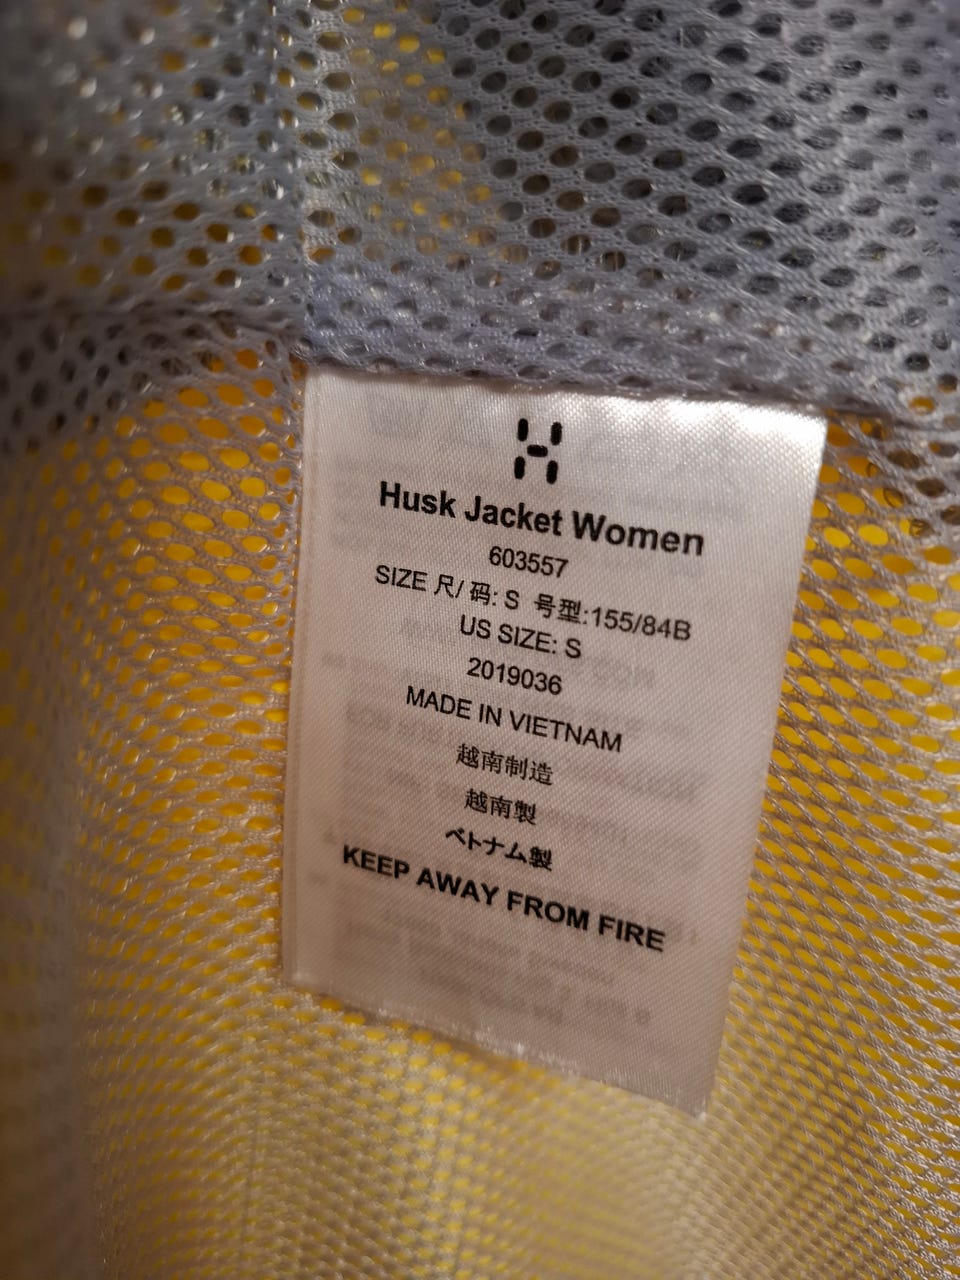 Husk Jacket Women
603557
SIZE 尺/ 码: S 号型:155/84B
US SIZE: S
2019036
MADE IN VIETNAM
越南制造
越南製
ベトナム製
KEEP AWAY FROM FIRE